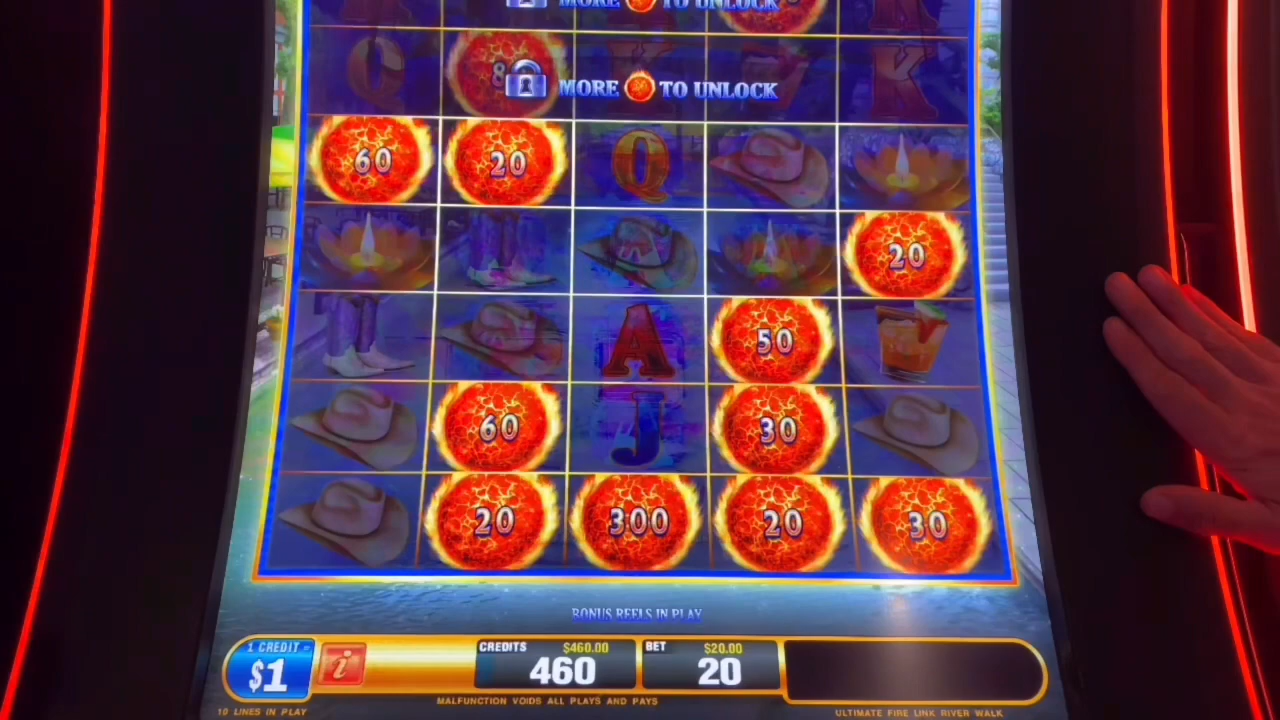 MORE TO UNLOCK
Q K K
8 MORE TO UNLOCK
60 20 Q
20
A 50
60 J 30
20 300 20 30
BONUS REELS IN PLAY
1 CREDIT = CREDITS $460.00 BET $20.00
$1 i 460 20
MALFUNCTION VOIDS ALL PLAYS AND PAYS
10 LINES IN PLAY ULTIMATE FIRE LINK RIVER WALK